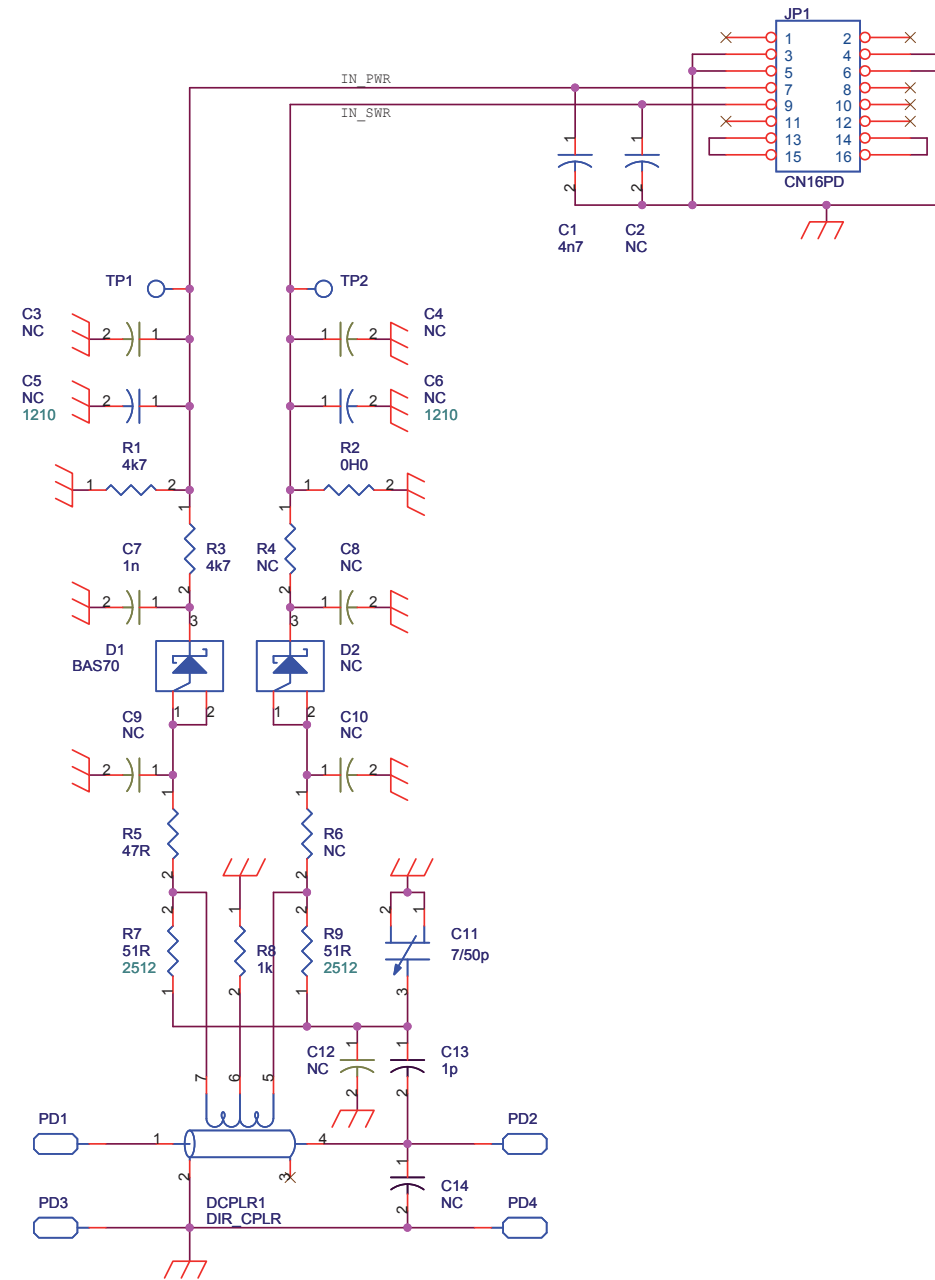 JP1
1 2
3 4
5 6
7 8
9 10
11 12
13 14
15 16
CN16PD
IN_PWR
IN_SWR
1 1
2 2
C1
4n7
C2
NC
TP1
TP2
C3
NC
2 1
C4
NC
1 2
C5
NC
1210
2 1
C6
NC
1210
1 2
R1
4k7
1 2
R2
0H0
1 2
1
R3
4k7
2
1
R4
NC
2
C7
1n
2 1
C8
NC
1 2
3
D1
BAS70
1 2
3
D2
NC
1 2
C9
NC
2 1
C10
NC
1 2
1
R5
47R
2
1
R6
NC
2
2
R7
51R
2512
1
1
R8
1k
2
2
R9
51R
2512
1
2 1
C11
7/50p
3
C12
NC
1
2
1
C13
1p
2
7 6 5
PD1
1
4
PD2
2 3
1
C14
NC
2
PD3
DCPLR1
DIR_CPLR
PD4